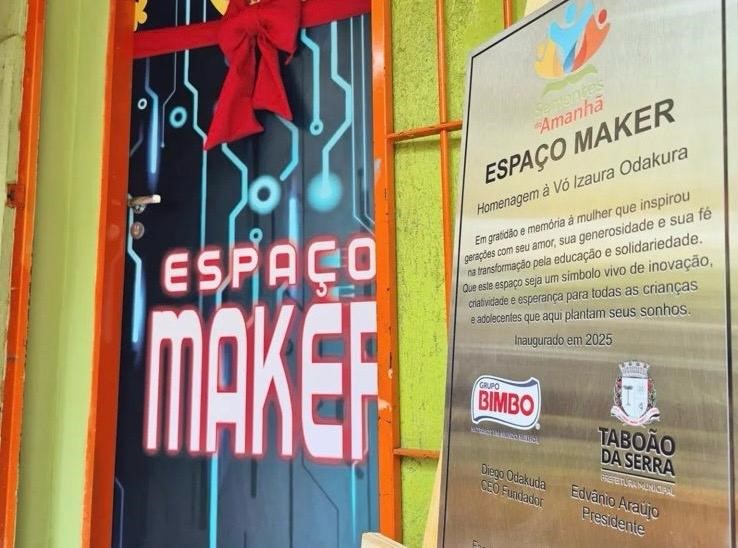 ESPAÇO
MAKER
Sementes
do Amanhã
ESPAÇO MAKER
Homenagem à Vó Izaura Odakura
Em gratidão e memória à mulher que inspirou
gerações com seu amor, sua generosidade e sua fé
na transformação pela educação e solidariedade.
Que este espaço seja um símbolo vivo de inovação,
criatividade e esperança para todas as crianças
e adolecentes que aqui plantam seus sonhos.
Inaugurado em 2025
GRUPO
BIMBO
TABOÃO
DA SERRA
PREFEITURA MUNICIPAL
Diego Odakuda
CEO Fundador
Edvânio Araújo
Presidente